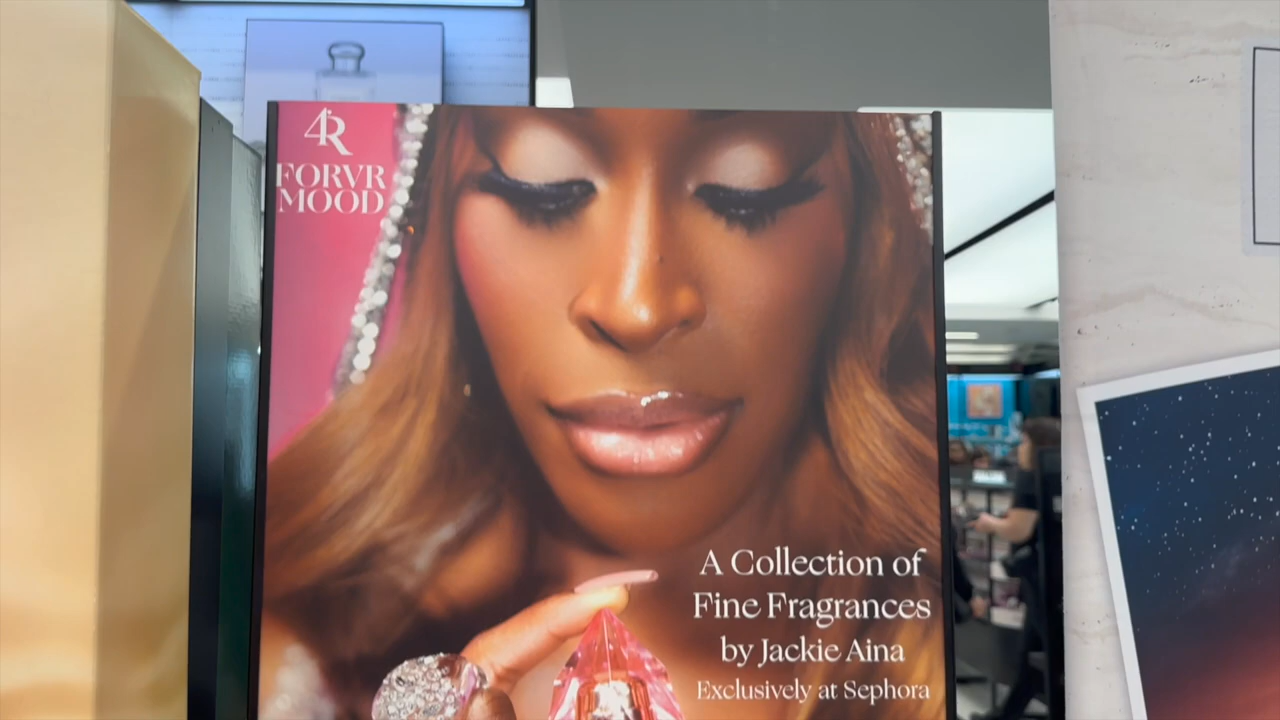 4R
FORVR
MOOD
A Collection of
Fine Fragrances
by Jackie Aina
Exclusively at Sephora